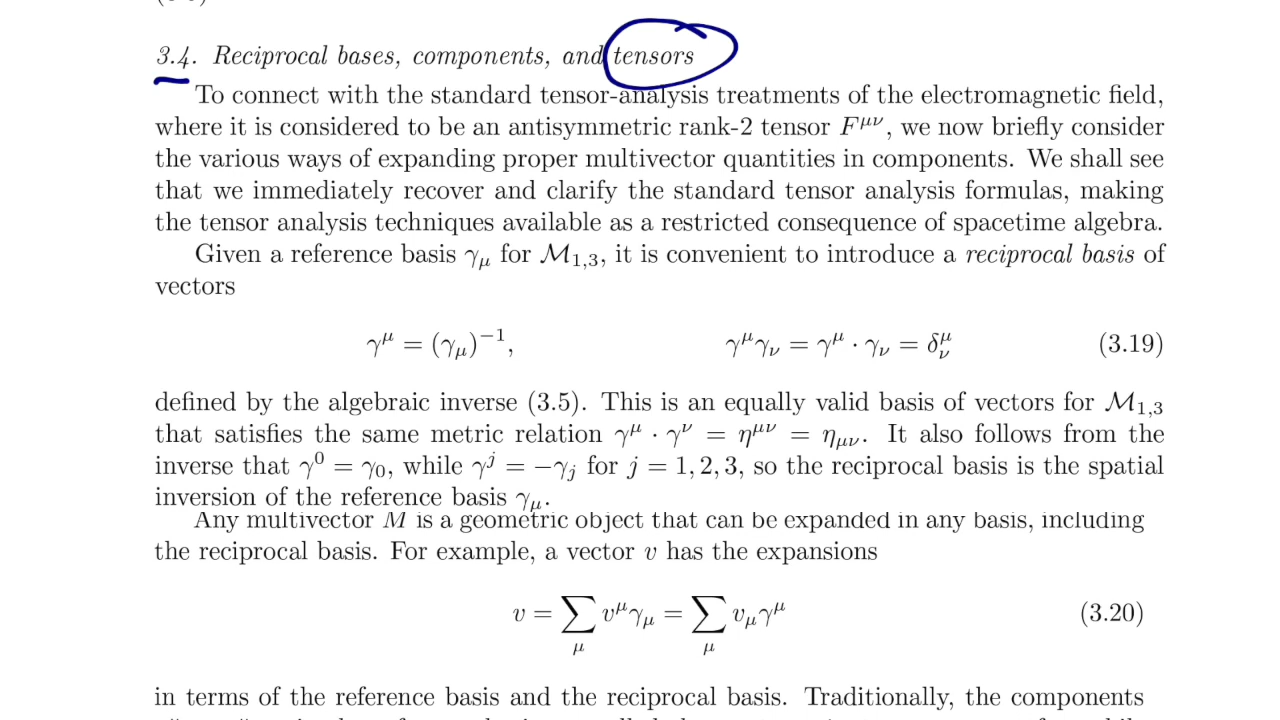 3.4. Reciprocal bases, components, and tensors
To connect with the standard tensor-analysis treatments of the electromagnetic field,
where it is considered to be an antisymmetric rank-2 tensor F^{μν}, we now briefly consider
the various ways of expanding proper multivector quantities in components. We shall see
that we immediately recover and clarify the standard tensor analysis formulas, making
the tensor analysis techniques available as a restricted consequence of spacetime algebra.
Given a reference basis γ_μ for ℳ_{1,3}, it is convenient to introduce a reciprocal basis of
vectors
γ^μ = (γ_μ)^{−1}, γ^μγ_ν = γ^μ · γ_ν = δ^μ_ν (3.19)
defined by the algebraic inverse (3.5). This is an equally valid basis of vectors for ℳ_{1,3}
that satisfies the same metric relation γ^μ · γ^ν = η^{μν} = η_{μν}. It also follows from the
inverse that γ^0 = γ_0, while γ^j = −γ_j for j = 1, 2, 3, so the reciprocal basis is the spatial
inversion of the reference basis γ_μ.
Any multivector M is a geometric object that can be expanded in any basis, including
the reciprocal basis. For example, a vector v has the expansions
v = ∑_μ v^μγ_μ = ∑_μ v_μγ^μ (3.20)
in terms of the reference basis and the reciprocal basis. Traditionally, the components